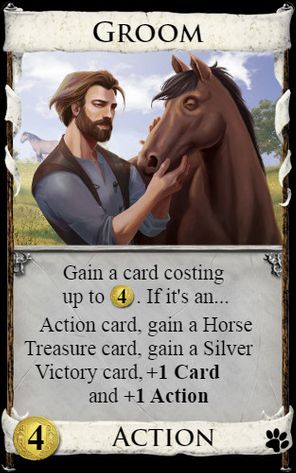 GROOM
Gain a card costing
up to 4. If it's an...
Action card, gain a Horse
Treasure card, gain a Silver
Victory card, +1 Card
and +1 Action
4 ACTION